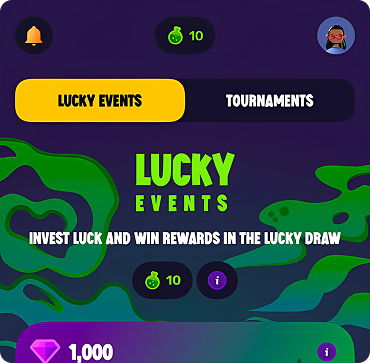 10
LUCKY EVENTS TOURNAMENTS
LUCKY
EVENTS
INVEST LUCK AND WIN REWARDS IN THE LUCKY DRAW
10 i
1,000 i